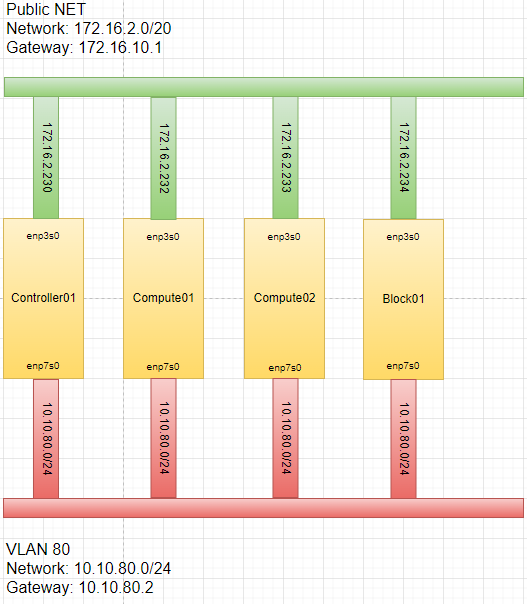 Public NET
Network: 172.16.2.0/20
Gateway: 172.16.10.1
172.16.2.230
172.16.2.232
172.16.2.233
172.16.2.234
enp3s0
enp3s0
enp3s0
enp3s0
Controller01
Compute01
Compute02
Block01
enp7s0
enp7s0
enp7s0
enp7s0
10.10.80.0/24
10.10.80.0/24
10.10.80.0/24
10.10.80.0/24
VLAN 80
Network: 10.10.80.0/24
Gateway: 10.10.80.2